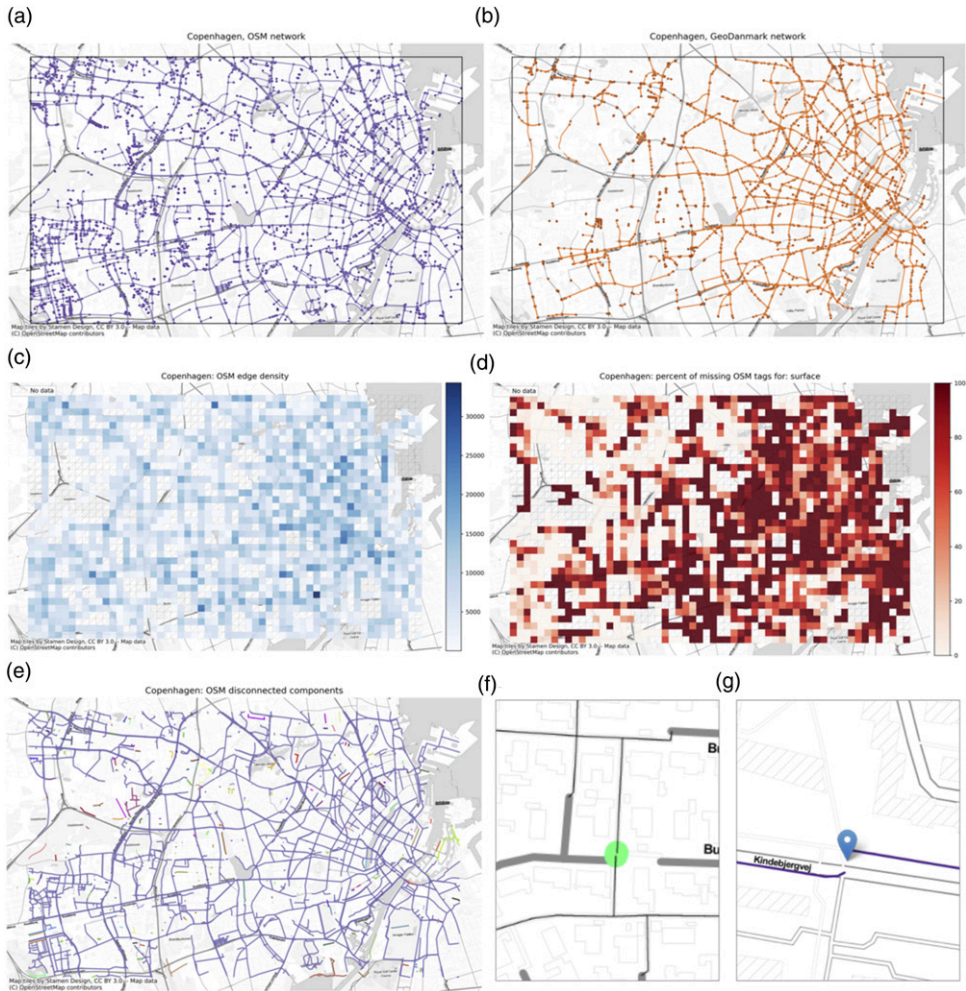 (a)
(b)
Copenhagen, OSM network
Copenhagen, GeoDanmark network
Map tiles by Stamen Design, CC BY 3.0 -- Map data
(C) OpenStreetMap contributors
Map tiles by Stamen Design, CC BY 3.0 -- Map data
(C) OpenStreetMap contributors
(c)
(d)
Copenhagen: OSM edge density
Copenhagen: percent of missing OSM tags for: surface
No data
30000
25000
20000
15000
10000
5000
No data
100
80
60
40
20
0
Map tiles by Stamen Design, CC BY 3.0 -- Map data
(C) OpenStreetMap contributors
Map tiles by Stamen Design, CC BY 3.0 -- Map data
(C) OpenStreetMap contributors
(e)
(f)
(g)
Copenhagen: OSM disconnected components
Bu
Bu
Kindebjergvej
Map tiles by Stamen Design, CC BY 3.0 -- Map data
(C) OpenStreetMap contributors